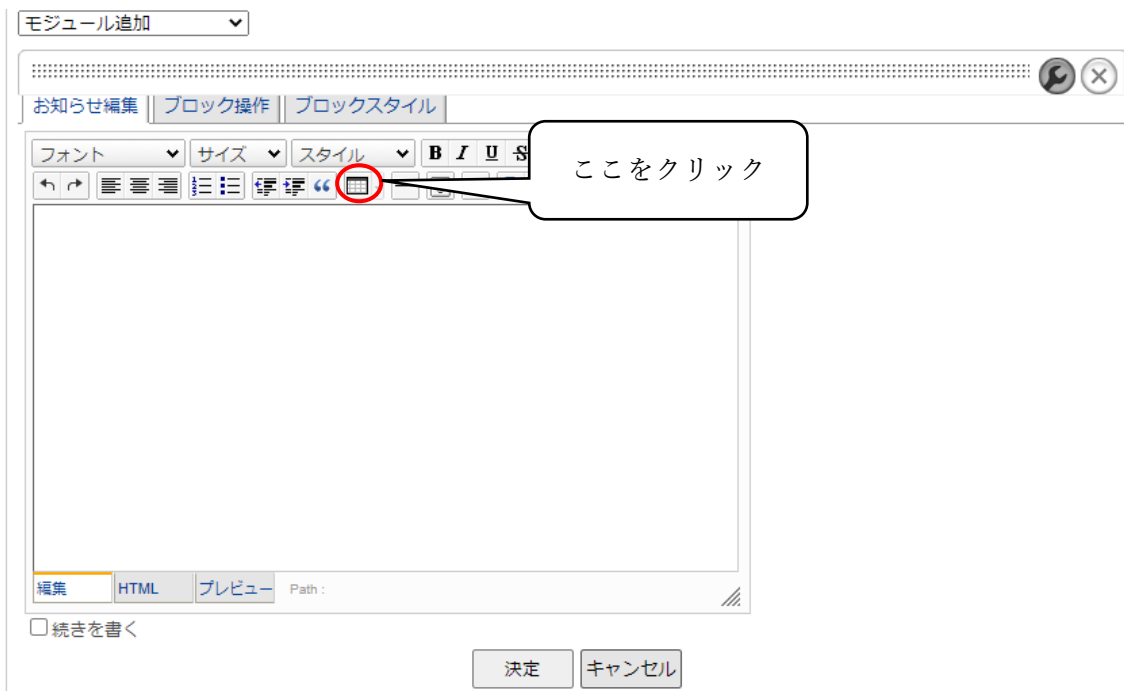 モジュール追加
お知らせ編集 ブロック操作 ブロックスタイル
フォント サイズ スタイル B I U S
ここをクリック
編集 HTML プレビュー Path :
続きを書く
決定 キャンセル